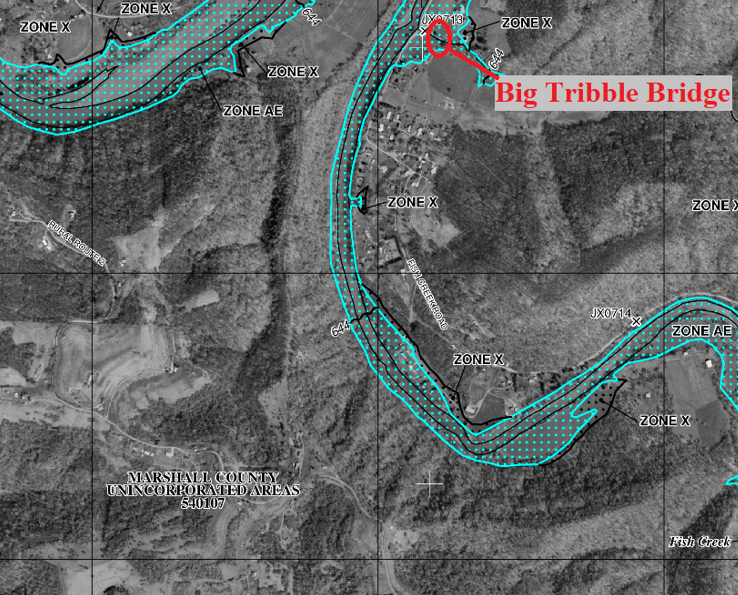 ZONE X
ZONE X
644
JX0713
ZONE X
644
ZONE X
Big Tribble Bridge
ZONE AE
ZONE X
ZONE X
RURAL ROUTE 2
FISH CREEK ROAD
JX0714
644
ZONE AE
ZONE X
ZONE X
MARSHALL COUNTY
UNINCORPORATED AREAS
540107
Fish Creek